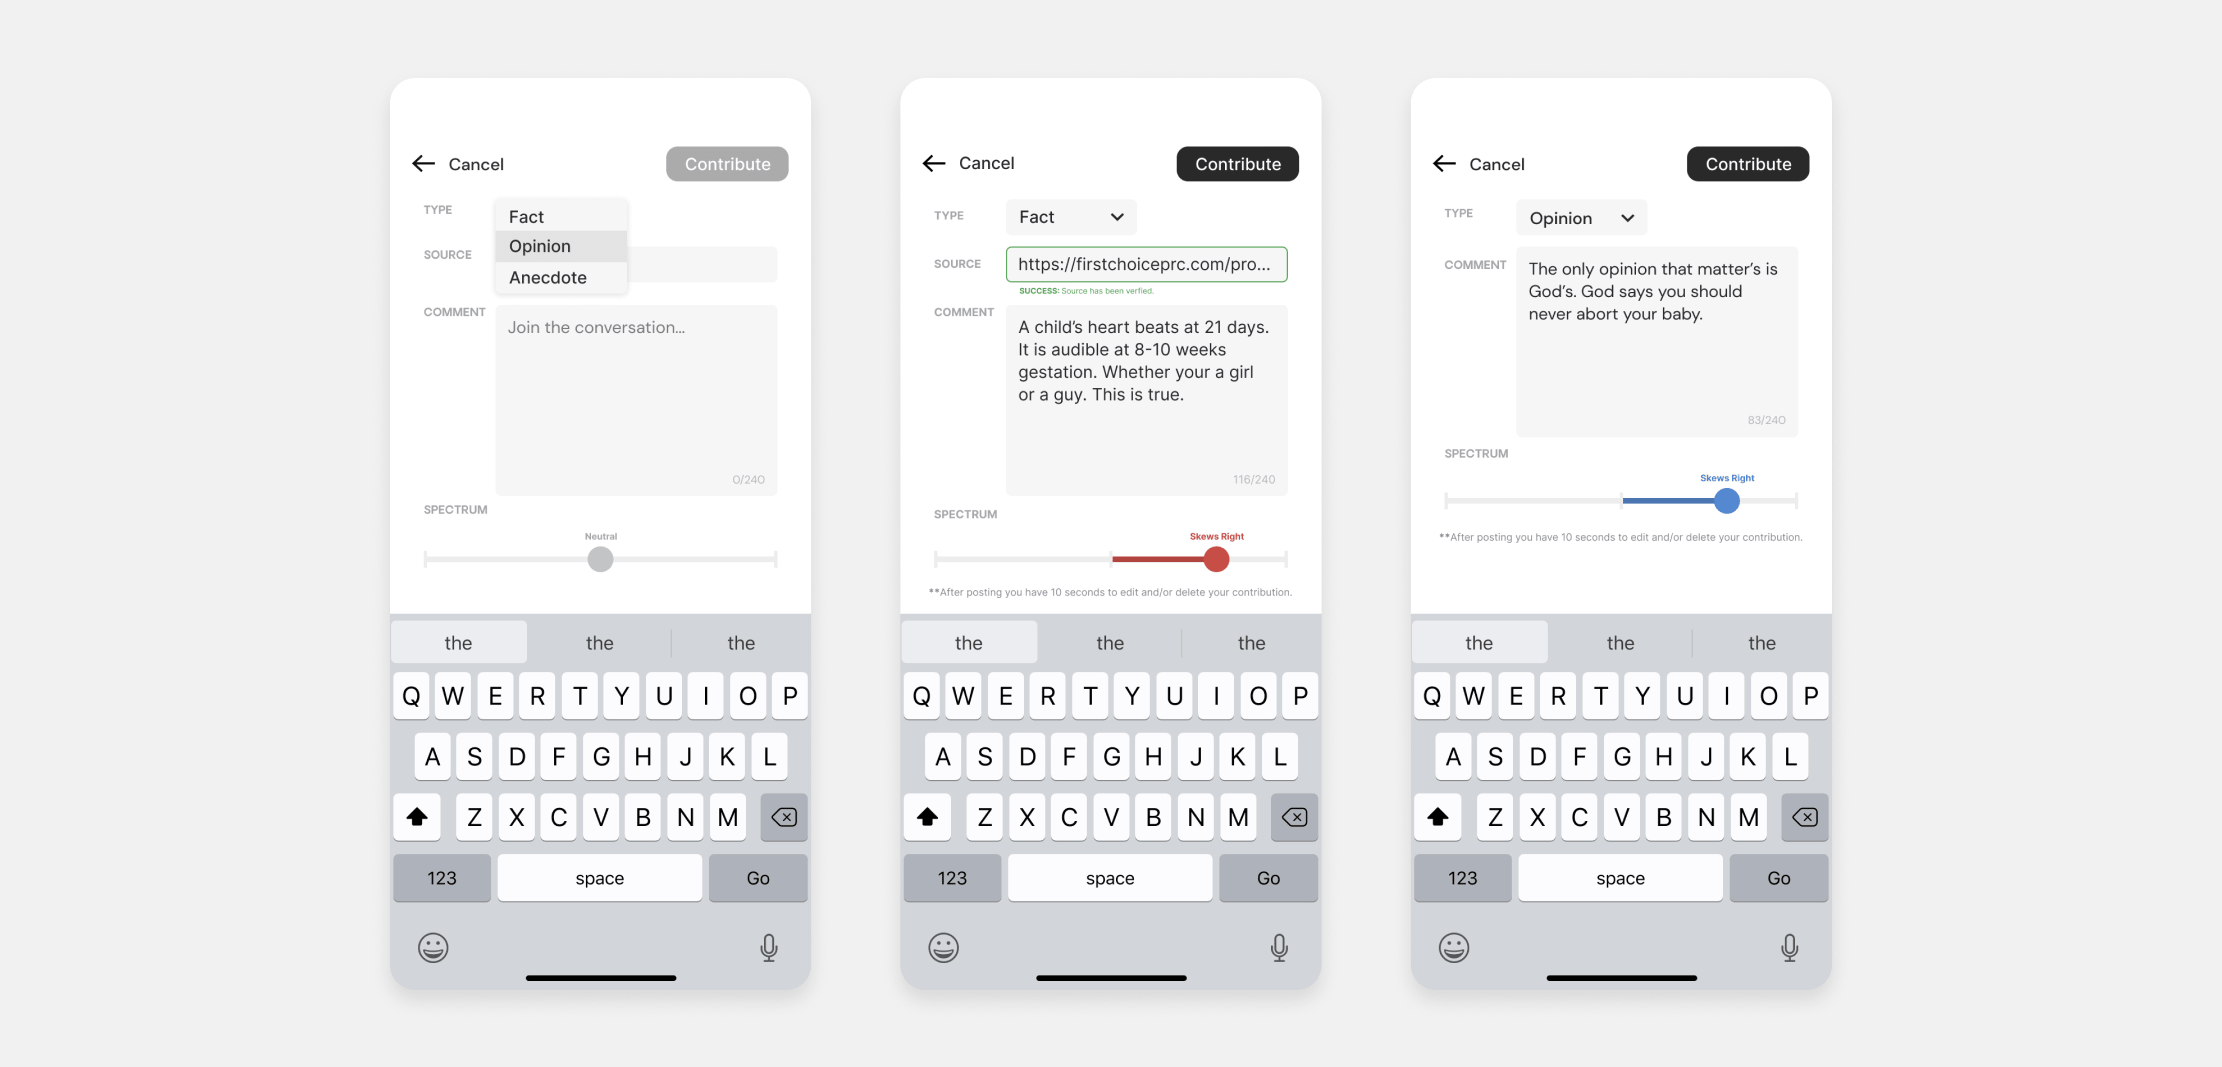 Cancel
Contribute
TYPE
Fact
Opinion
Anecdote
SOURCE
COMMENT
Join the conversation...
0/240
SPECTRUM
Neutral
the the the
Q W E R T Y U I O P
A S D F G H J K L
Z X C V B N M
123 space Go
Cancel
Contribute
TYPE
Fact
SOURCE
https://firstchoiceprc.com/pro...
SUCCESS: Source has been verfied.
COMMENT
A child's heart beats at 21 days.
It is audible at 8-10 weeks
gestation. Whether your a girl
or a guy. This is true.
116/240
SPECTRUM
Skews Right
**After posting you have 10 seconds to edit and/or delete your contribution.
the the the
Q W E R T Y U I O P
A S D F G H J K L
Z X C V B N M
123 space Go
Cancel
Contribute
TYPE
Opinion
COMMENT
The only opinion that matter's is
God's. God says you should
never abort your baby.
83/240
SPECTRUM
Skews Right
**After posting you have 10 seconds to edit and/or delete your contribution.
the the the
Q W E R T Y U I O P
A S D F G H J K L
Z X C V B N M
123 space Go